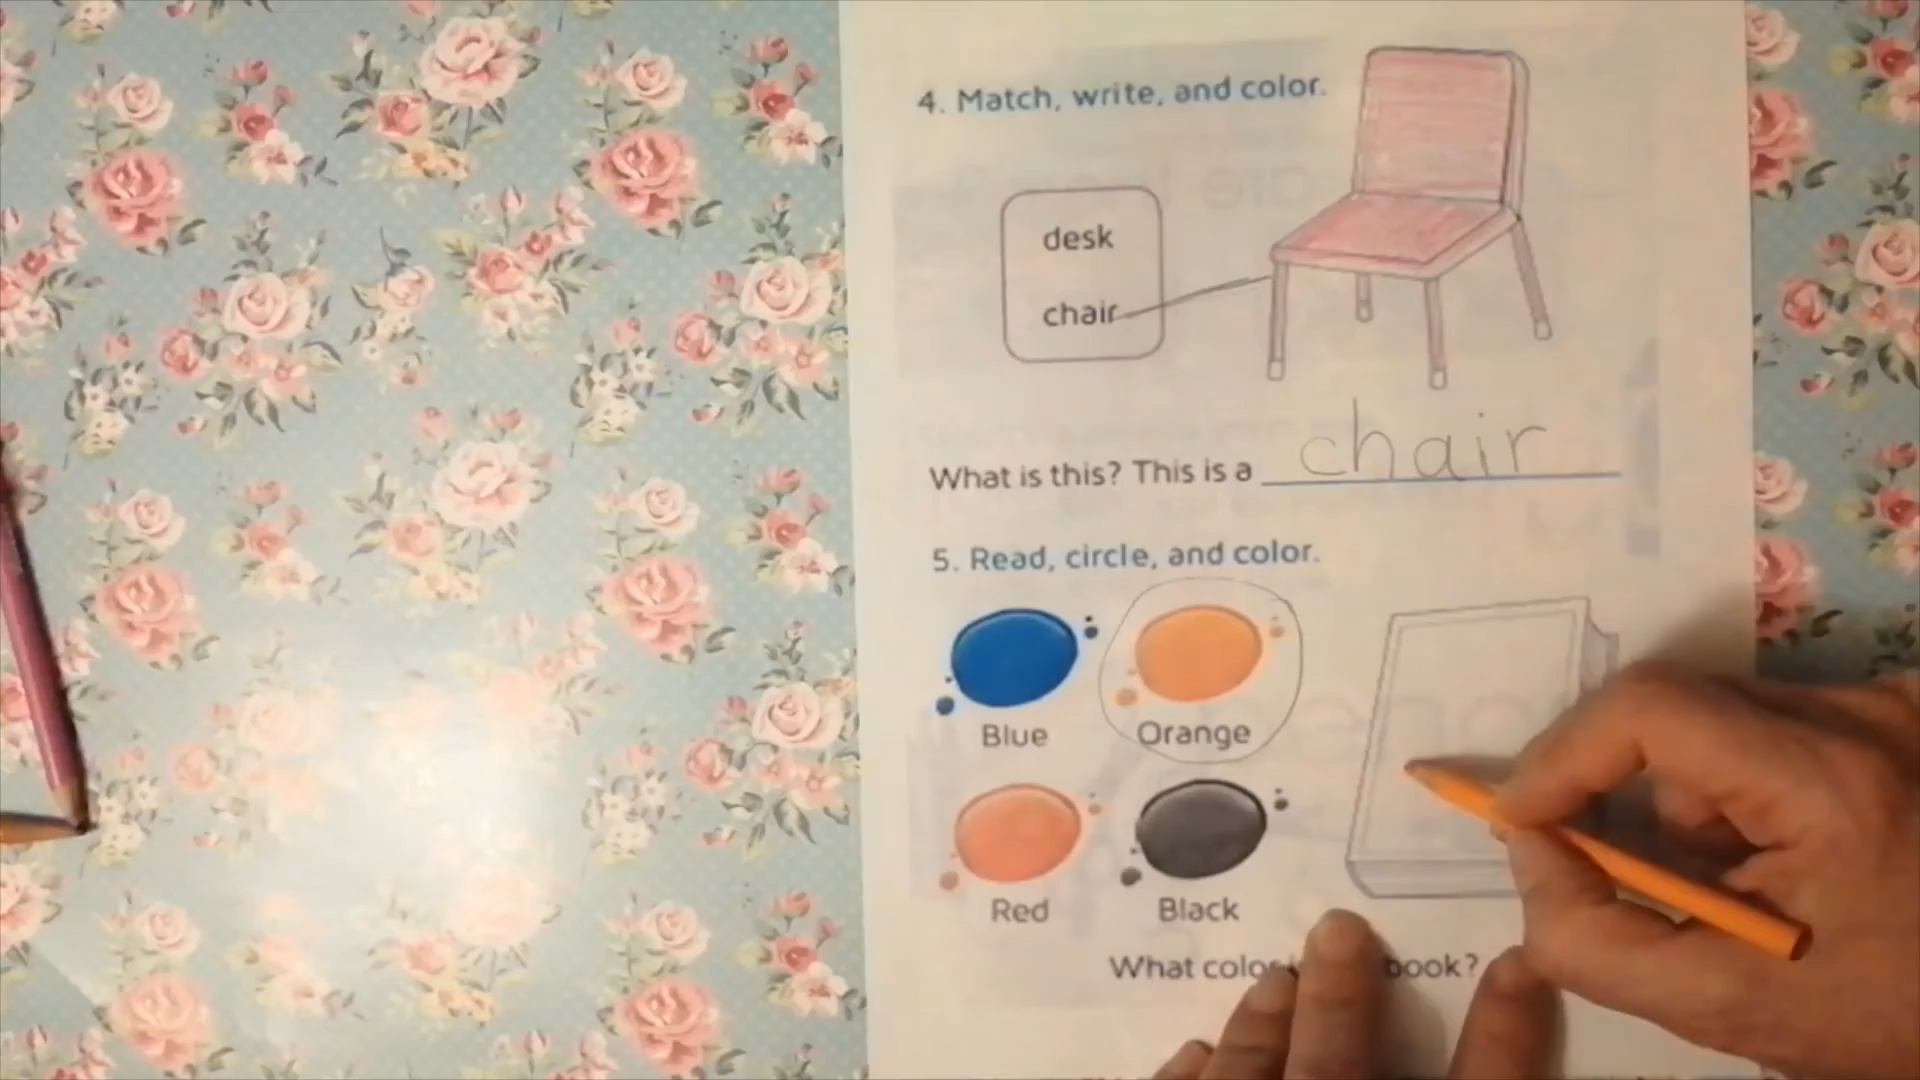 4. Match, write, and color.
desk
chair
What is this? This is a chair
5. Read, circle, and color.
Blue
Orange
Red
Black
What color book?